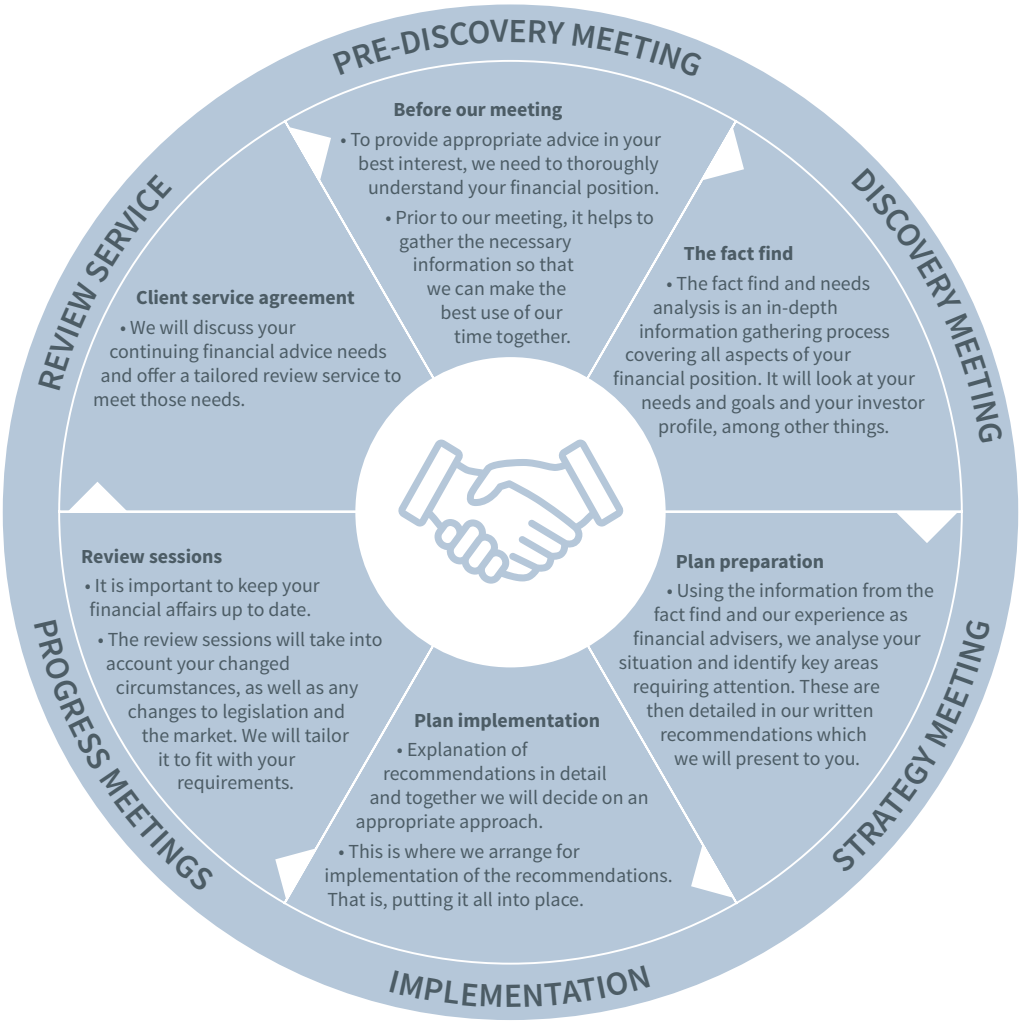 PRE-DISCOVERY MEETING
Before our meeting
• To provide appropriate advice in your
best interest, we need to thoroughly
understand your financial position.
• Prior to our meeting, it helps to
gather the necessary
information so that
we can make the
best use of our
time together.
DISCOVERY MEETING
The fact find
• The fact find and needs
analysis is an in-depth
information gathering process
covering all aspects of your
financial position. It will look at your
needs and goals and your investor
profile, among other things.
STRATEGY MEETING
Plan preparation
• Using the information from the
fact find and our experience as
financial advisers, we analyse your
situation and identify key areas
requiring attention. These are
then detailed in our written
recommendations which
we will present to you.
IMPLEMENTATION
Plan implementation
• Explanation of
recommendations in detail
and together we will decide on an
appropriate approach.
• This is where we arrange for
implementation of the recommendations.
That is, putting it all into place.
PROGRESS MEETINGS
Review sessions
• It is important to keep your
financial affairs up to date.
• The review sessions will take into
account your changed
circumstances, as well as any
changes to legislation and
the market. We will tailor
it to fit with your
requirements.
REVIEW SERVICE
Client service agreement
• We will discuss your
continuing financial advice needs
and offer a tailored review service to
meet those needs.